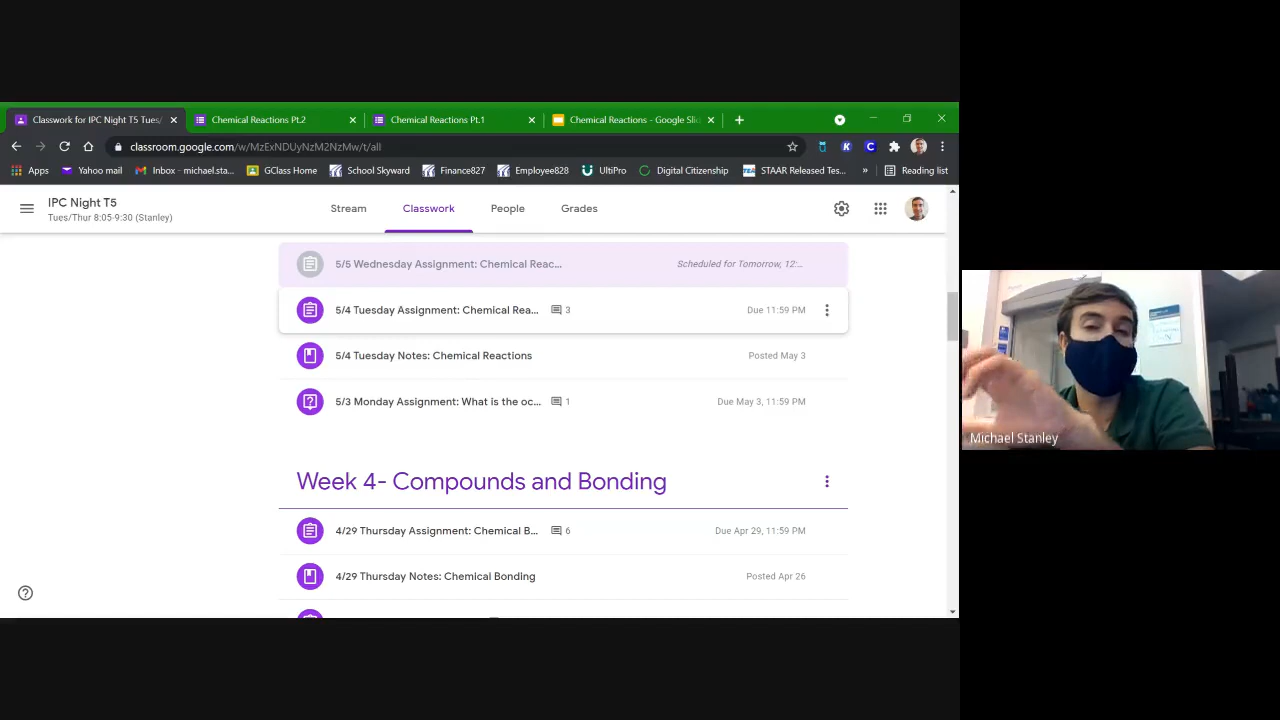 Classwork for IPC Night T5 Tues/
Chemical Reactions Pt.2
Chemical Reactions Pt.1
Chemical Reactions - Google Slid
classroom.google.com/w/MzExNDUyNzM2NzMw/t/all
Apps
Yahoo mail
Inbox - michael.sta...
GClass Home
School Skyward
Finance827
Employee828
UltiPro
Digital Citizenship
STAAR Released Tes...
»
Reading list
IPC Night T5
Tues/Thur 8:05-9:30 (Stanley)
Stream
Classwork
People
Grades
5/5 Wednesday Assignment: Chemical Reac...
Scheduled for Tomorrow, 12:...
5/4 Tuesday Assignment: Chemical Rea...
3
Due 11:59 PM
5/4 Tuesday Notes: Chemical Reactions
Posted May 3
5/3 Monday Assignment: What is the oc...
1
Due May 3, 11:59 PM
Week 4- Compounds and Bonding
4/29 Thursday Assignment: Chemical B...
6
Due Apr 29, 11:59 PM
4/29 Thursday Notes: Chemical Bonding
Posted Apr 26
Michael Stanley